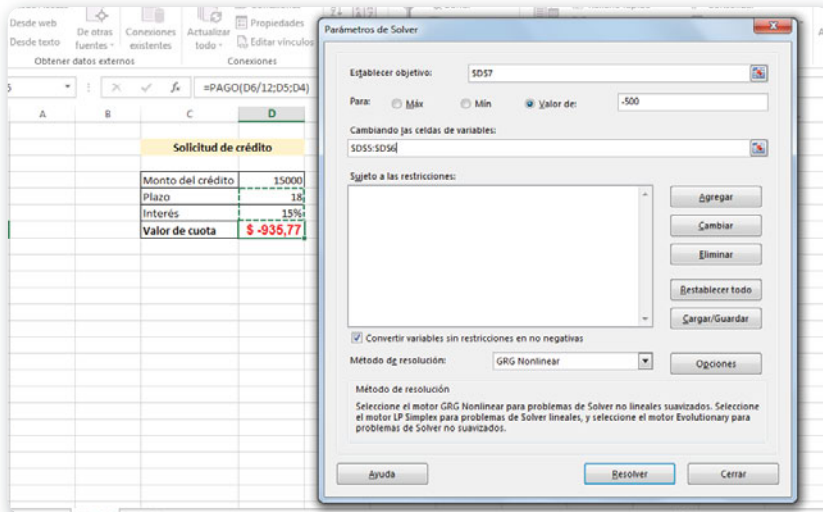 Desde web
Desde texto
De otras
fuentes
Conexiones
existentes
Actualizar
todo
Propiedades
Editar vínculos
Obtener datos externos
Conexiones
=PAGO(D6/12;D5;D4)
A B C D
Solicitud de crédito
Monto del crédito 15000
Plazo 18
Interés 15%
Valor de cuota $ -935,77
Parámetros de Solver
Establecer objetivo: $D$7
Para: Máx Mín Valor de: -500
Cambiando las celdas de variables:
$D$5:$D$6
Sujeto a las restricciones:
Agregar
Cambiar
Eliminar
Restablecer todo
Cargar/Guardar
Convertir variables sin restricciones en no negativas
Método de resolución: GRG Nonlinear Opciones
Método de resolución
Seleccione el motor GRG Nonlinear para problemas de Solver no lineales suavizados. Seleccione
el motor LP Simplex para problemas de Solver lineales, y seleccione el motor Evolutionary para
problemas de Solver no suavizados.
Ayuda Resolver Cerrar